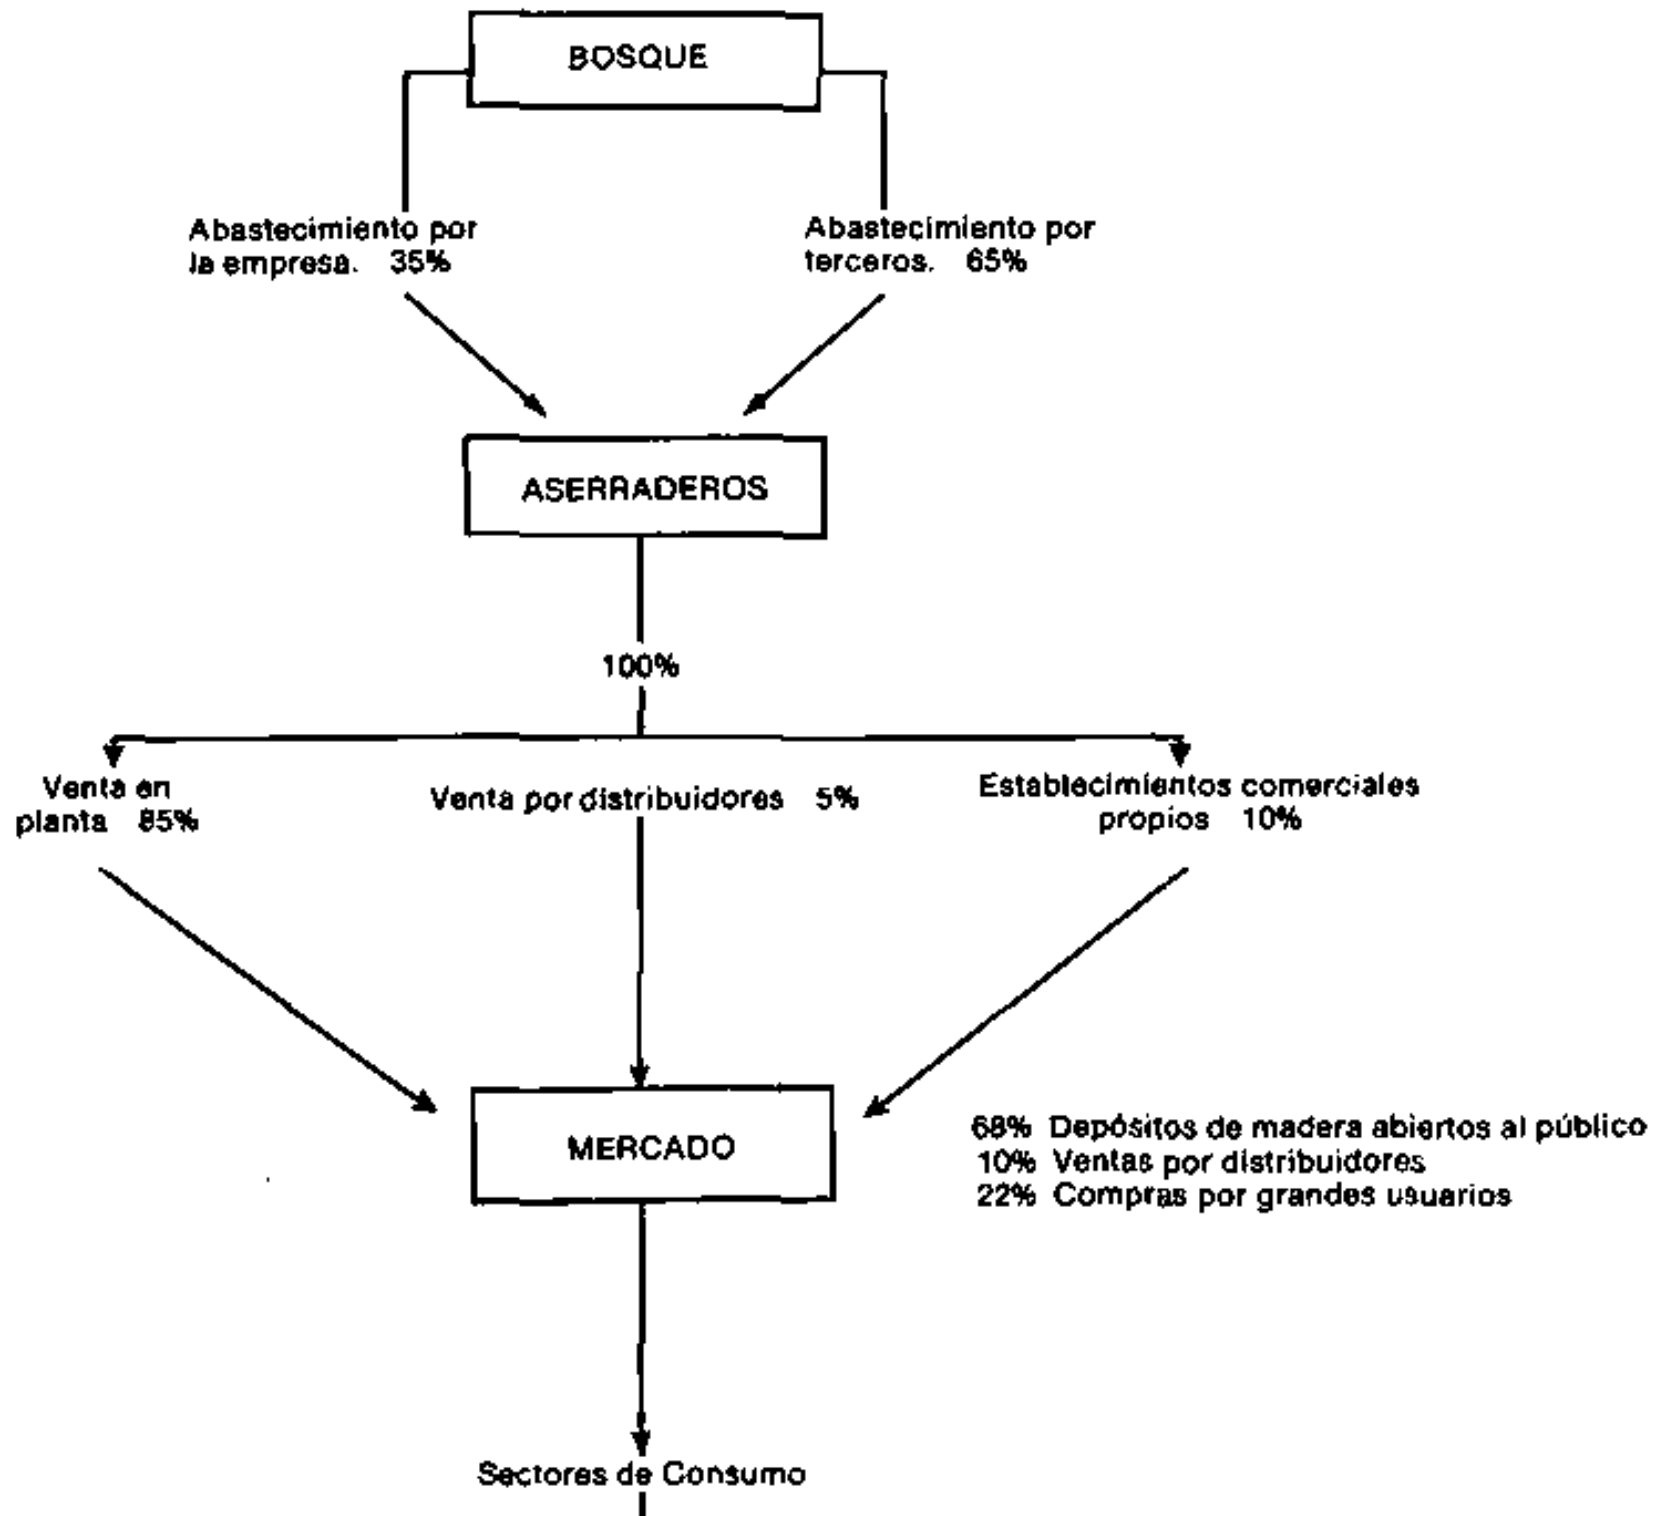 BOSQUE
Abastecimiento por
la empresa. 35%
Abastecimiento por
terceros. 65%
ASERRADEROS
100%
Venta en
planta 85%
Venta por distribuidores 5%
Establecimientos comerciales
propios 10%
MERCADO
68% Depósitos de madera abiertos al público
10% Ventas por distribuidores
22% Compras por grandes usuarios
Sectores de Consumo